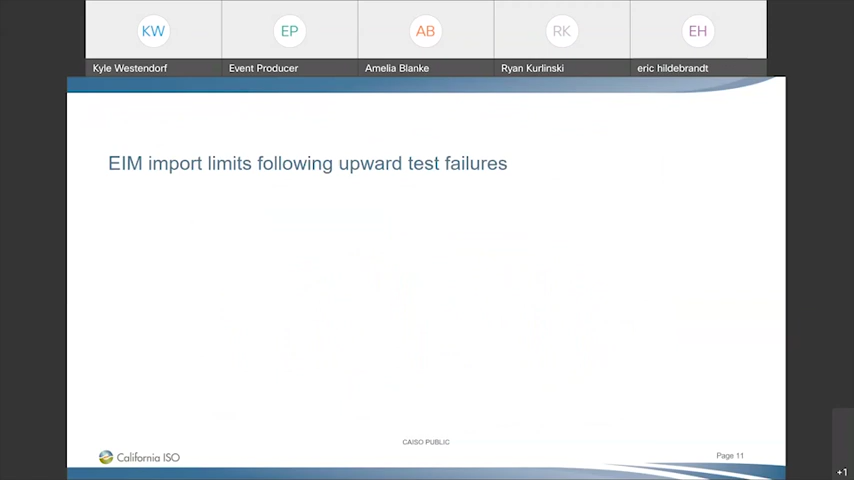 KW
EP
AB
RK
EH
Kyle Westendorf
Event Producer
Amelia Blanke
Ryan Kurlinski
eric hildebrandt
EIM import limits following upward test failures
CAISO PUBLIC
California ISO
Page 11
+1